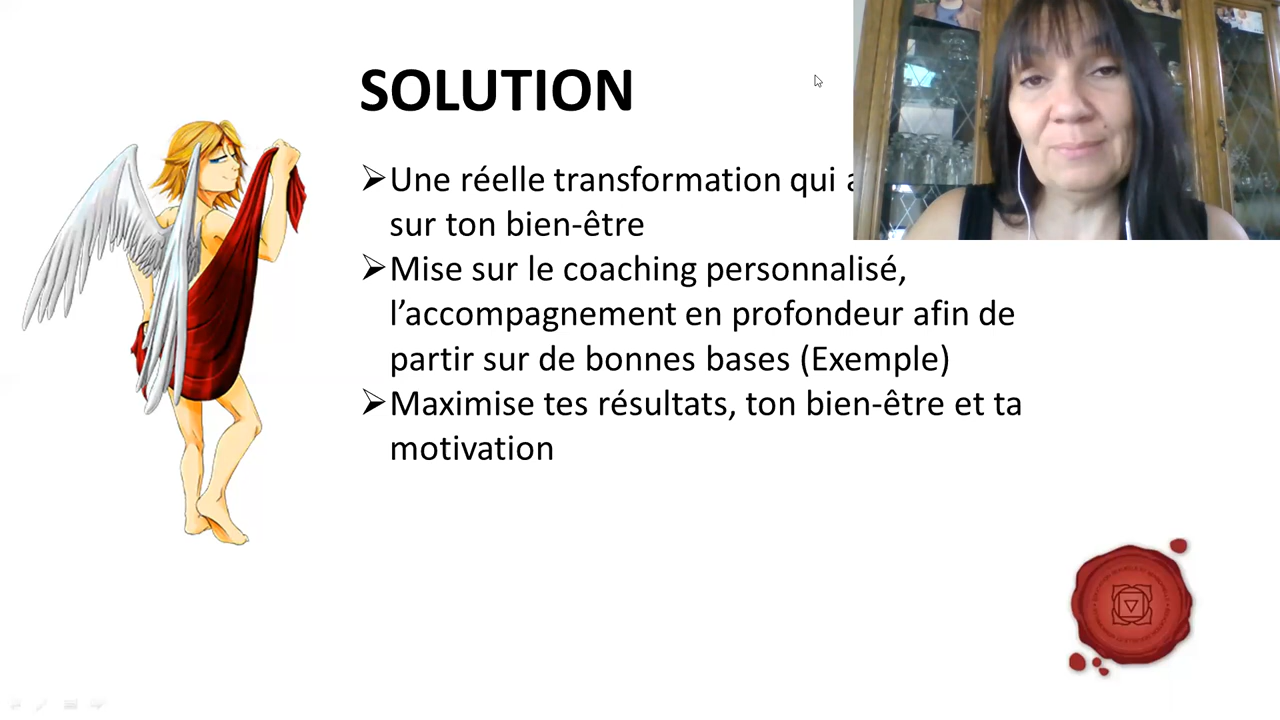 SOLUTION
➢Une réelle transformation qui
sur ton bien-être
➢Mise sur le coaching personnalisé,
l’accompagnement en profondeur afin de
partir sur de bonnes bases (Exemple)
➢Maximise tes résultats, ton bien-être et ta
motivation